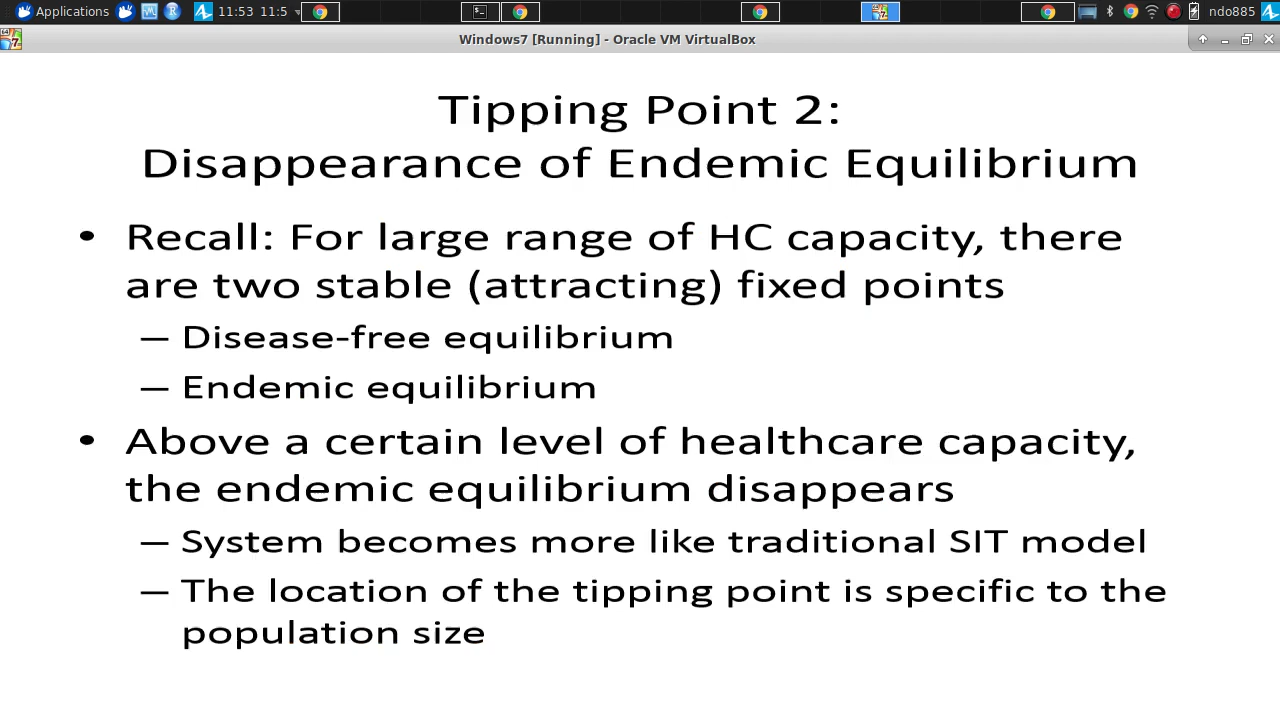 Applications 11:53 11:5 ndo885
Windows7 [Running] - Oracle VM VirtualBox
Tipping Point 2:
Disappearance of Endemic Equilibrium
• Recall: For large range of HC capacity, there
are two stable (attracting) fixed points
– Disease-free equilibrium
– Endemic equilibrium
• Above a certain level of healthcare capacity,
the endemic equilibrium disappears
– System becomes more like traditional SIT model
– The location of the tipping point is specific to the
population size